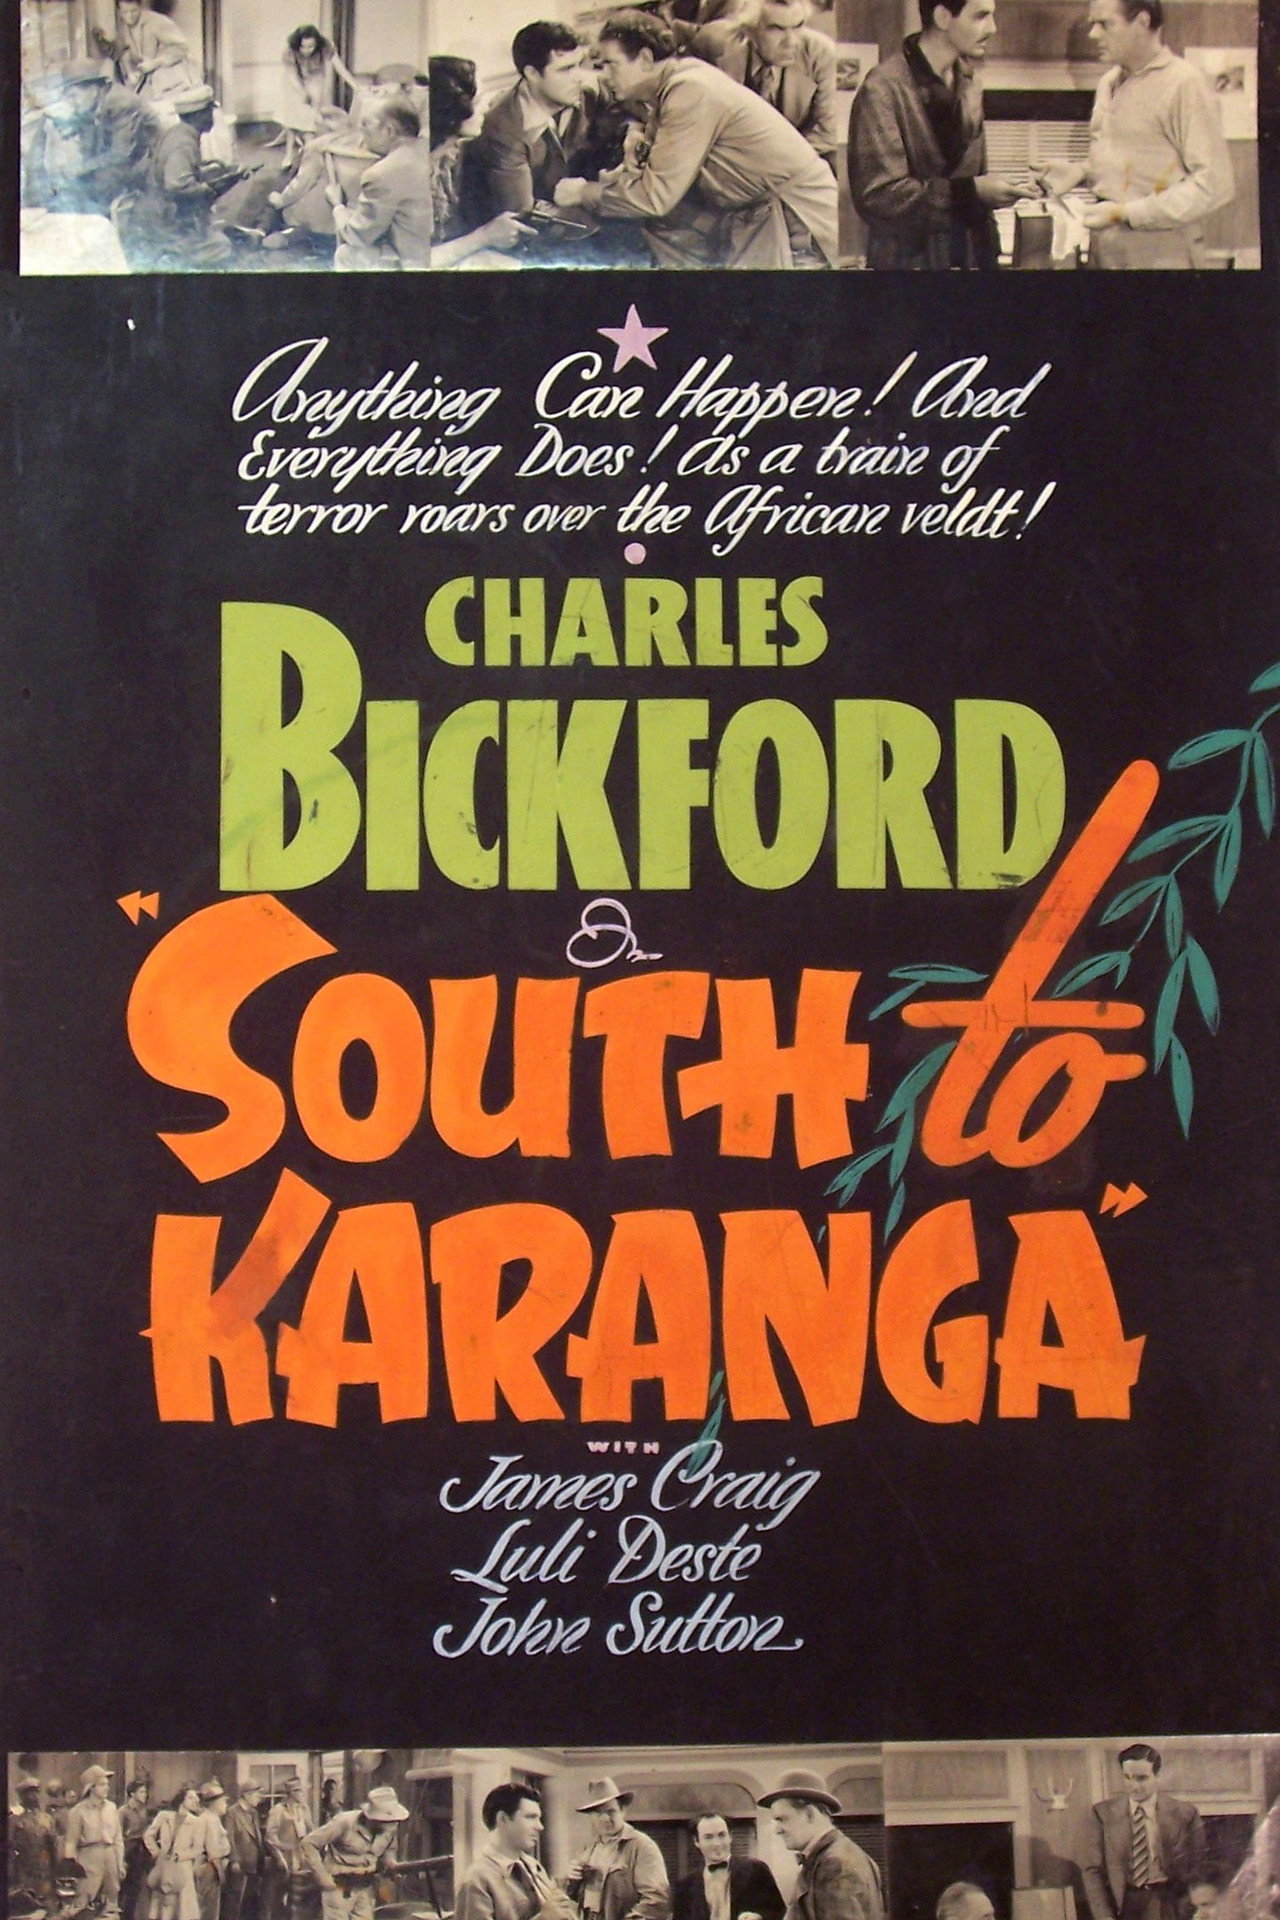 Anything Can Happen! And
Everything Does! As a train of
terror roars over the African veldt!
CHARLES
BICKFORD
In
"SOUTH to
KARANGA"
WITH
James Craig
Luli Deste
John Sutton